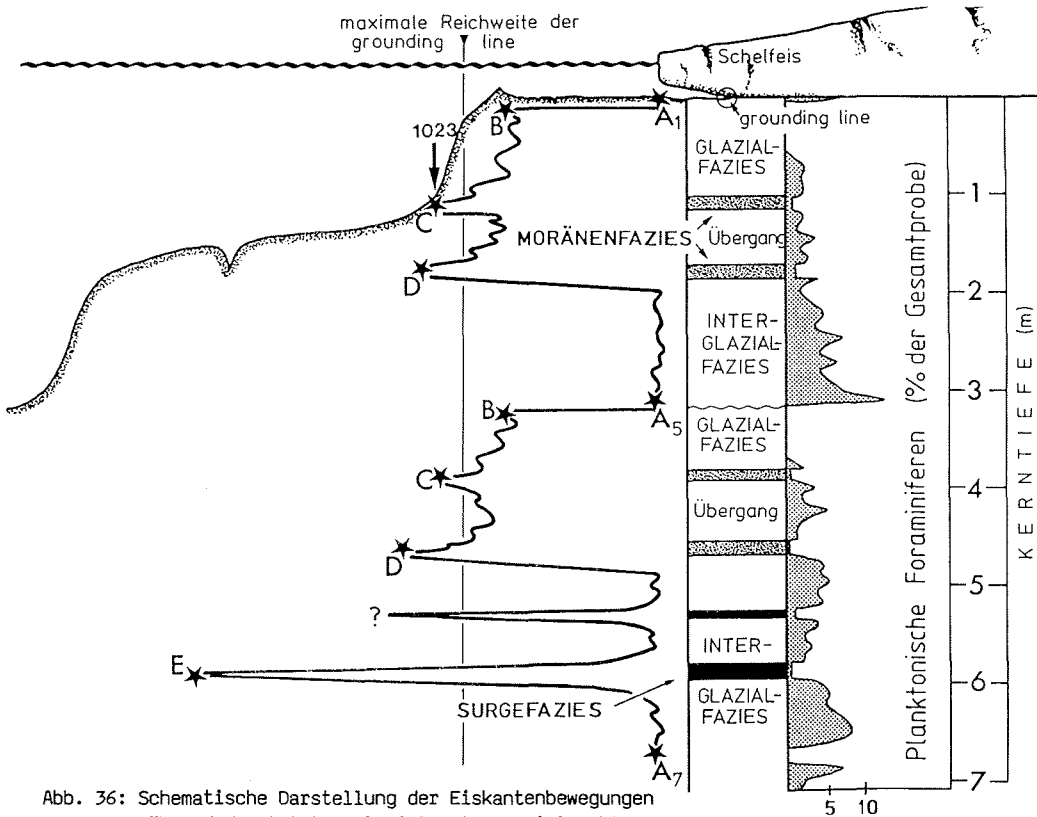 maximale Reichweite der
grounding line
Schelfeis
grounding line
1023
A1
B
C
D
A5
B
C
D
?
E
A7
GLAZIAL-
FAZIES
MORÄNENFAZIES
Übergang
INTER-
GLAZIAL-
FAZIES
GLAZIAL-
FAZIES
Übergang
INTER-
GLAZIAL-
FAZIES
SURGEFAZIES
Planktonische Foraminiferen (% der Gesamtprobe)
5 10
1
2
3
4
5
6
7
KERNTIEFE (m)
Abb. 36: Schematische Darstellung der Eiskantenbewegungen